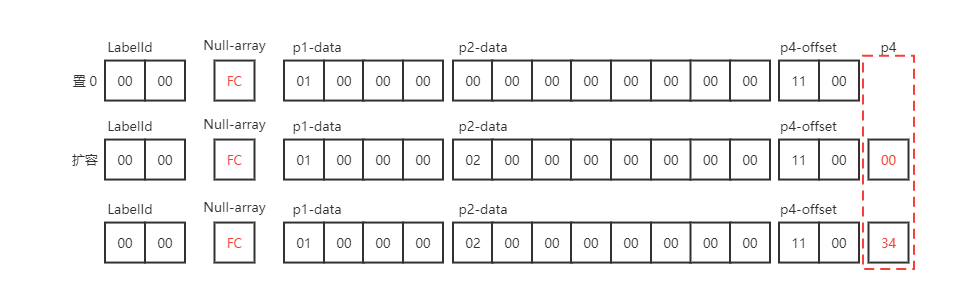 LabelId Null-array p1-data p2-data p4-offset p4
置 0 00 00 FC 01 00 00 00 00 00 00 00 00 00 00 00 11 00
LabelId Null-array p1-data p2-data p4-offset
扩容 00 00 FC 01 00 00 00 02 00 00 00 00 00 00 00 11 00 00
LabelId Null-array p1-data p2-data p4-offset
00 00 FC 01 00 00 00 02 00 00 00 00 00 00 00 11 00 34